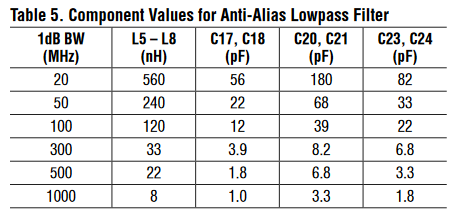 Table 5. Component Values for Anti-Alias Lowpass Filter
1dB BW (MHz) L5 – L8 (nH) C17, C18 (pF) C20, C21 (pF) C23, C24 (pF)
20 560 56 180 82
50 240 22 68 33
100 120 12 39 22
300 33 3.9 8.2 6.8
500 22 1.8 6.8 3.3
1000 8 1.0 3.3 1.8